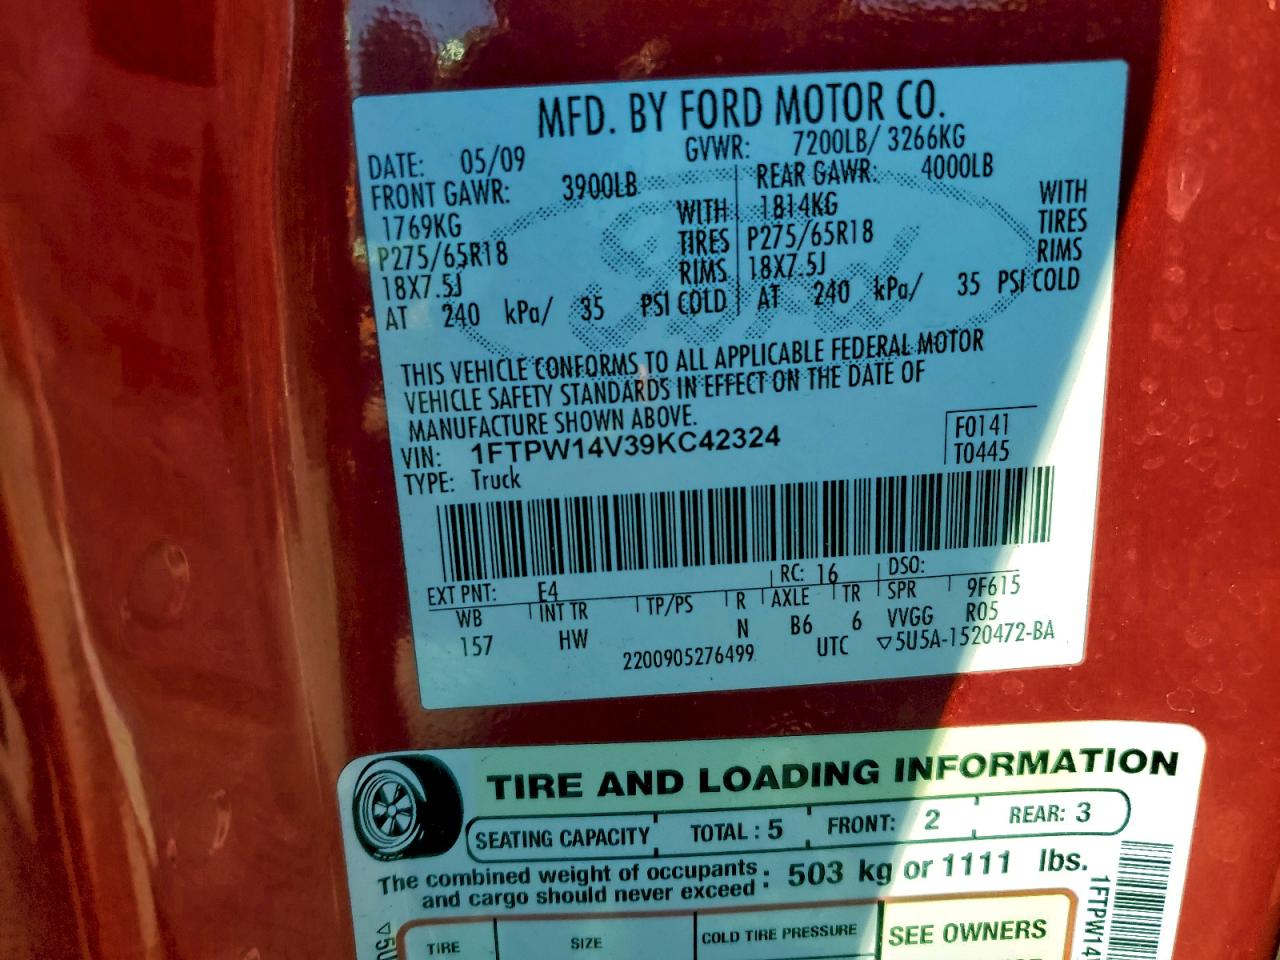 MFD. BY FORD MOTOR CO.
DATE: 05/09 GVWR: 7200LB/ 3266KG
FRONT GAWR: 3900LB REAR GAWR: 4000LB
1769KG WITH 1814KG WITH
P275/65R18 TIRES P275/65R18 TIRES
18X7.5J RIMS 18X7.5J RIMS
AT 240 kPa/ 35 PSI COLD AT 240 kPa/ 35 PSI COLD
THIS VEHICLE CONFORMS TO ALL APPLICABLE FEDERAL MOTOR
VEHICLE SAFETY STANDARDS IN EFFECT ON THE DATE OF
MANUFACTURE SHOWN ABOVE.
VIN: 1FTPW14V39KC42324 F0141
TYPE: Truck T0445
EXT PNT: E4 RC: 16 DSO:
WB INT TR TP/PS R AXLE TR SPR 9F615
157 HW N B6 6 VVGG R05
2200905276499 UTC ▽5U5A-1520472-BA
TIRE AND LOADING INFORMATION
SEATING CAPACITY TOTAL : 5 FRONT: 2 REAR: 3
The combined weight of occupants and cargo should never exceed : 503 kg or 1111 lbs.
TIRE SIZE COLD TIRE PRESSURE SEE OWNERS
1FTPW14
▽5U